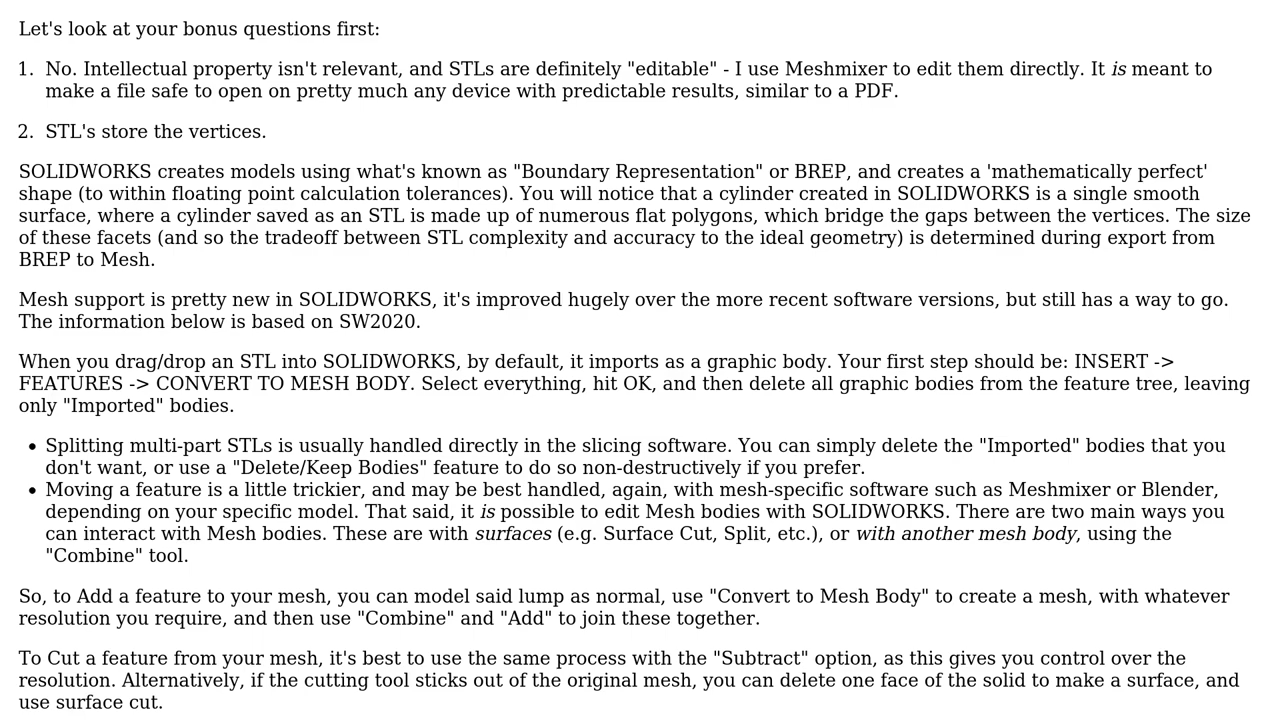 Let's look at your bonus questions first:
1. No. Intellectual property isn't relevant, and STLs are definitely "editable" - I use Meshmixer to edit them directly. It is meant to
make a file safe to open on pretty much any device with predictable results, similar to a PDF.
2. STL's store the vertices.
SOLIDWORKS creates models using what's known as "Boundary Representation" or BREP, and creates a 'mathematically perfect'
shape (to within floating point calculation tolerances). You will notice that a cylinder created in SOLIDWORKS is a single smooth
surface, where a cylinder saved as an STL is made up of numerous flat polygons, which bridge the gaps between the vertices. The size
of these facets (and so the tradeoff between STL complexity and accuracy to the ideal geometry) is determined during export from
BREP to Mesh.
Mesh support is pretty new in SOLIDWORKS, it's improved hugely over the more recent software versions, but still has a way to go.
The information below is based on SW2020.
When you drag/drop an STL into SOLIDWORKS, by default, it imports as a graphic body. Your first step should be: INSERT ->
FEATURES -> CONVERT TO MESH BODY. Select everything, hit OK, and then delete all graphic bodies from the feature tree, leaving
only "Imported" bodies.
• Splitting multi-part STLs is usually handled directly in the slicing software. You can simply delete the "Imported" bodies that you
don't want, or use a "Delete/Keep Bodies" feature to do so non-destructively if you prefer.
• Moving a feature is a little trickier, and may be best handled, again, with mesh-specific software such as Meshmixer or Blender,
depending on your specific model. That said, it is possible to edit Mesh bodies with SOLIDWORKS. There are two main ways you
can interact with Mesh bodies. These are with surfaces (e.g. Surface Cut, Split, etc.), or with another mesh body, using the
"Combine" tool.
So, to Add a feature to your mesh, you can model said lump as normal, use "Convert to Mesh Body" to create a mesh, with whatever
resolution you require, and then use "Combine" and "Add" to join these together.
To Cut a feature from your mesh, it's best to use the same process with the "Subtract" option, as this gives you control over the
resolution. Alternatively, if the cutting tool sticks out of the original mesh, you can delete one face of the solid to make a surface, and
use surface cut.